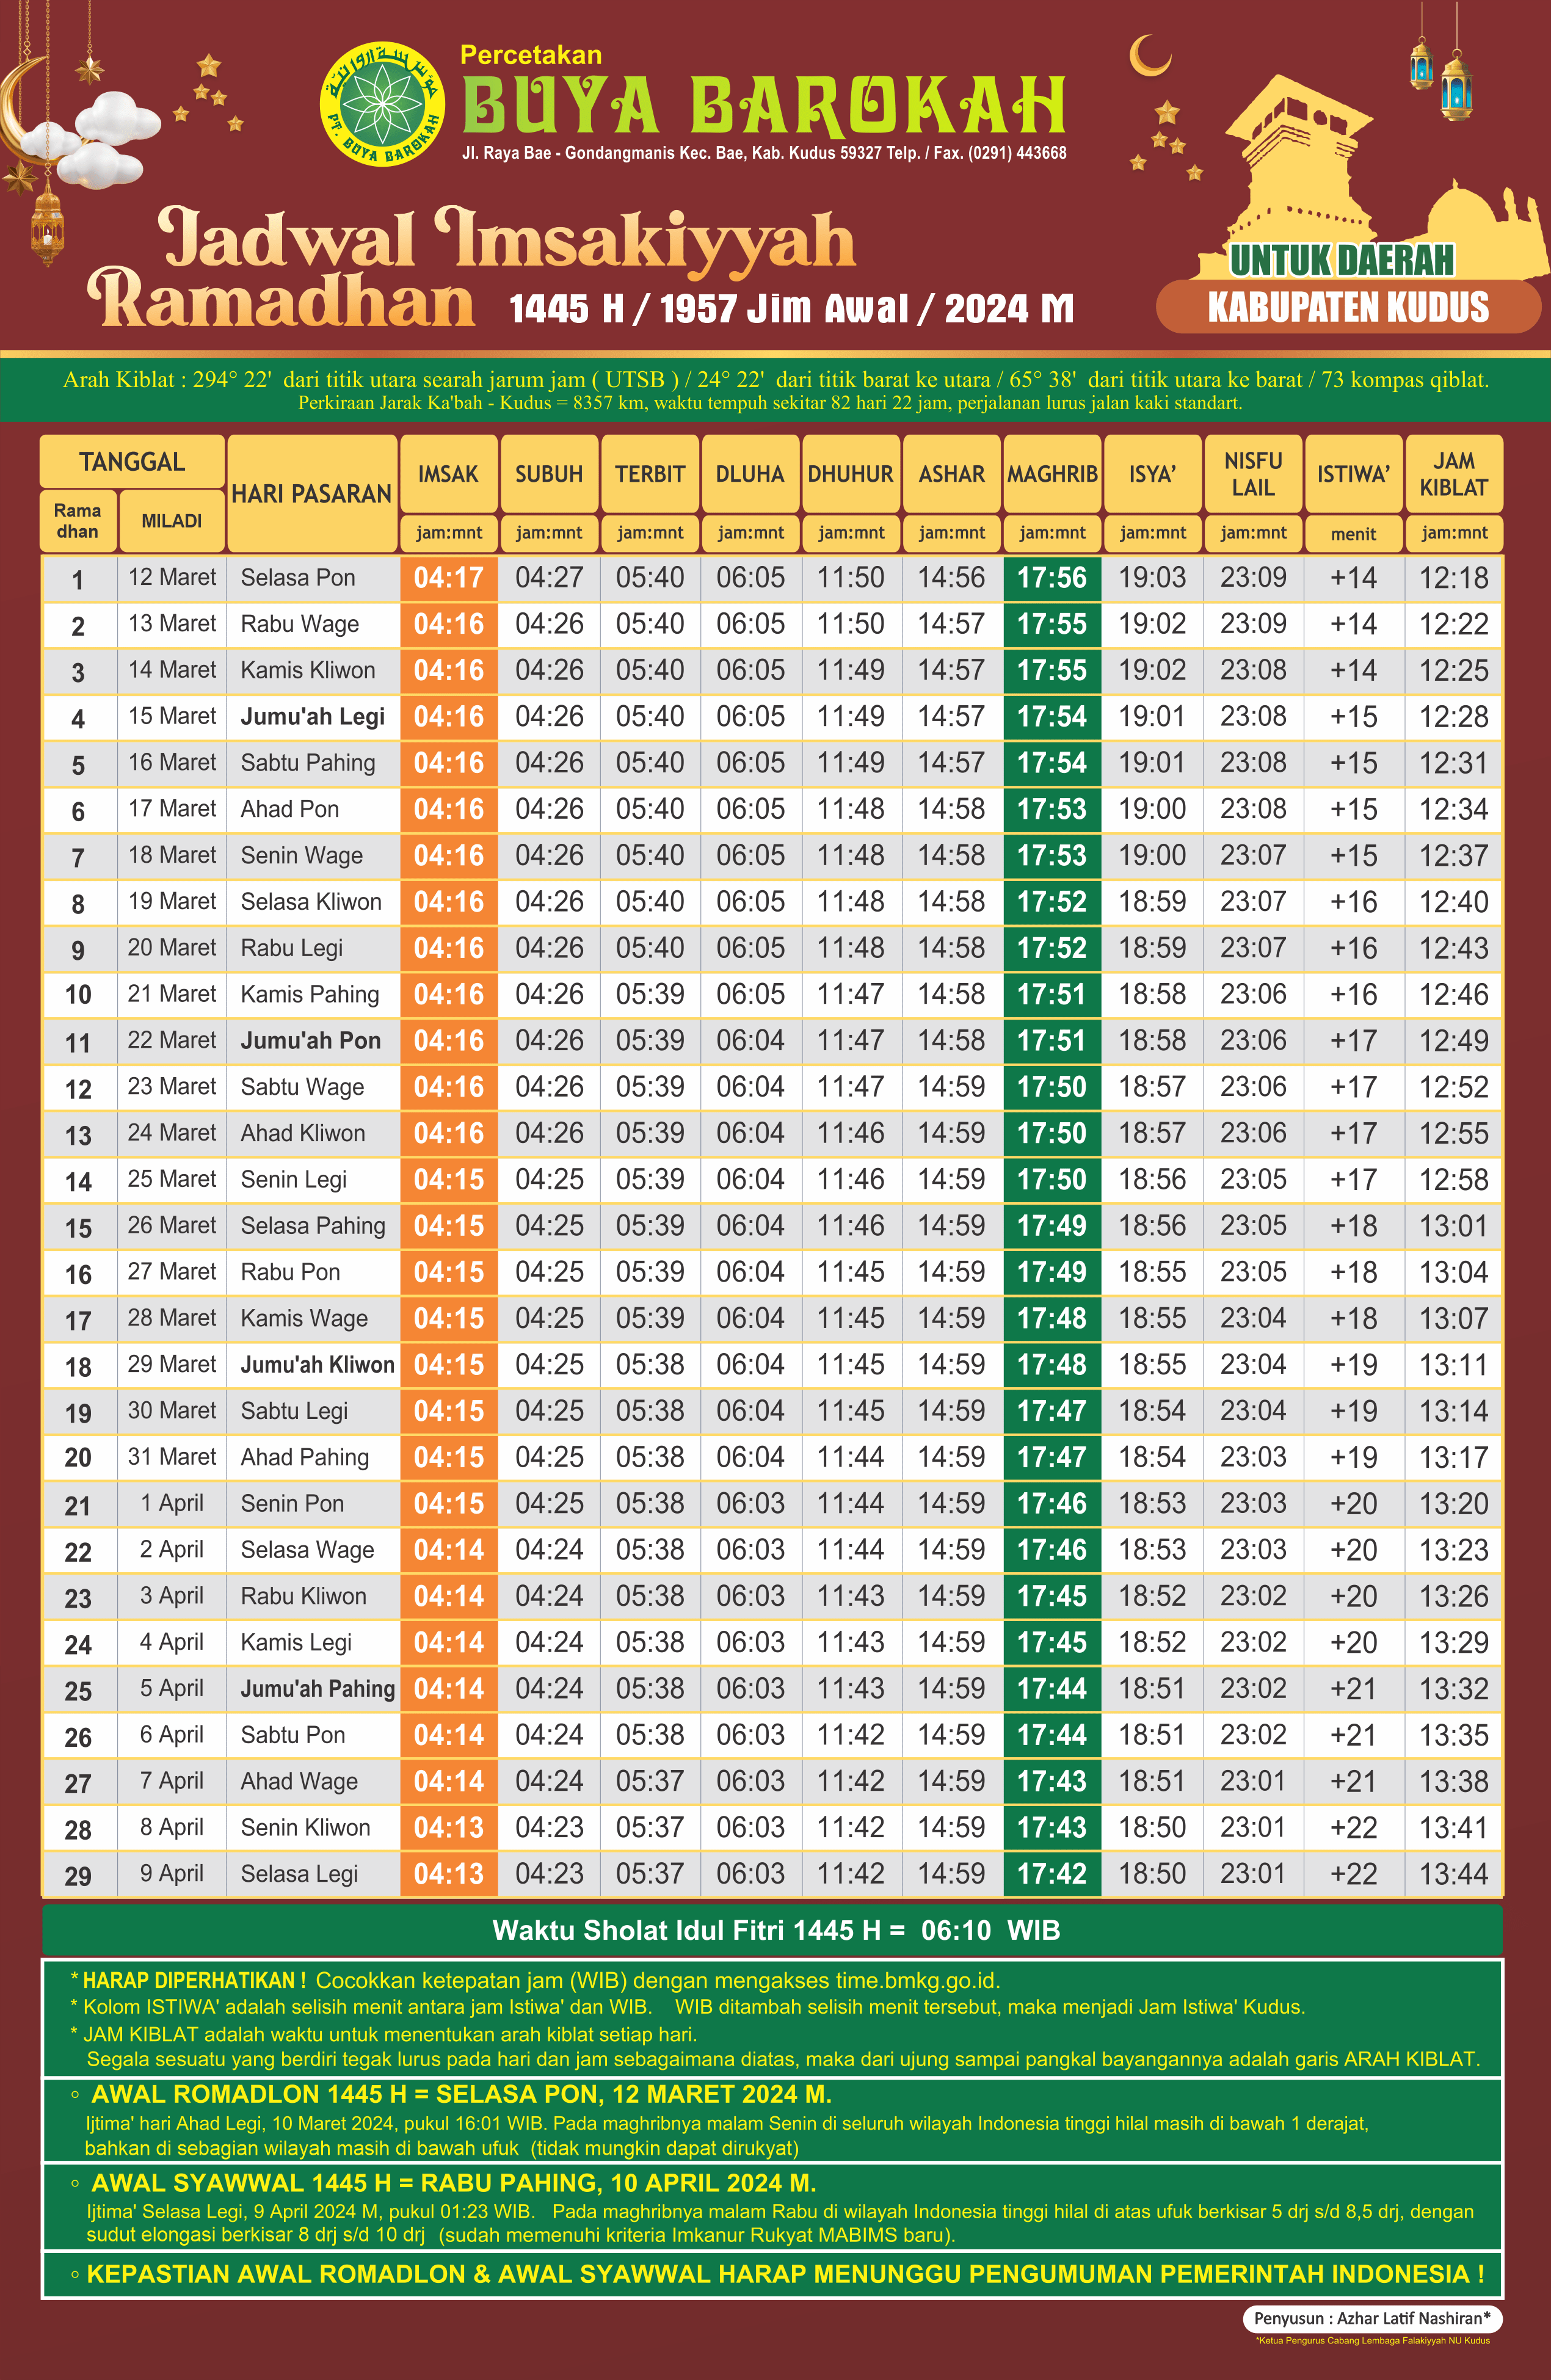 Percetakan
BUYA BAROKAH
PT. BUYA BAROKAH
Jl. Raya Bae - Gondangmanis Kec. Bae, Kab. Kudus 59327 Telp. / Fax. (0291) 443668
Jadwal Imsakiyyah
Ramadhan 1445 H / 1957 Jim Awal / 2024 M
UNTUK DAERAH
KABUPATEN KUDUS
Arah Kiblat : 294° 22' dari titik utara searah jarum jam ( UTSB ) / 24° 22' dari titik barat ke utara / 65° 38' dari titik utara ke barat / 73 kompas qiblat.
Perkiraan Jarak Ka'bah - Kudus = 8357 km, waktu tempuh sekitar 82 hari 22 jam, perjalanan lurus jalan kaki standart.
TANGGAL HARI PASARAN IMSAK SUBUH TERBIT DLUHA DHUHUR ASHAR MAGHRIB ISYA’ NISFU LAIL ISTIWA’ JAM KIBLAT
Rama dhan MILADI jam:mnt jam:mnt jam:mnt jam:mnt jam:mnt jam:mnt jam:mnt jam:mnt jam:mnt menit jam:mnt
1 12 Maret Selasa Pon 04:17 04:27 05:40 06:05 11:50 14:56 17:56 19:03 23:09 +14 12:18
2 13 Maret Rabu Wage 04:16 04:26 05:40 06:05 11:50 14:57 17:55 19:02 23:09 +14 12:22
3 14 Maret Kamis Kliwon 04:16 04:26 05:40 06:05 11:49 14:57 17:55 19:02 23:08 +14 12:25
4 15 Maret Jumu'ah Legi 04:16 04:26 05:40 06:05 11:49 14:57 17:54 19:01 23:08 +15 12:28
5 16 Maret Sabtu Pahing 04:16 04:26 05:40 06:05 11:49 14:57 17:54 19:01 23:08 +15 12:31
6 17 Maret Ahad Pon 04:16 04:26 05:40 06:05 11:48 14:58 17:53 19:00 23:08 +15 12:34
7 18 Maret Senin Wage 04:16 04:26 05:40 06:05 11:48 14:58 17:53 19:00 23:07 +15 12:37
8 19 Maret Selasa Kliwon 04:16 04:26 05:40 06:05 11:48 14:58 17:52 18:59 23:07 +16 12:40
9 20 Maret Rabu Legi 04:16 04:26 05:40 06:05 11:48 14:58 17:52 18:59 23:07 +16 12:43
10 21 Maret Kamis Pahing 04:16 04:26 05:39 06:05 11:47 14:58 17:51 18:58 23:06 +16 12:46
11 22 Maret Jumu'ah Pon 04:16 04:26 05:39 06:04 11:47 14:58 17:51 18:58 23:06 +17 12:49
12 23 Maret Sabtu Wage 04:16 04:26 05:39 06:04 11:47 14:59 17:50 18:57 23:06 +17 12:52
13 24 Maret Ahad Kliwon 04:16 04:26 05:39 06:04 11:46 14:59 17:50 18:57 23:06 +17 12:55
14 25 Maret Senin Legi 04:15 04:25 05:39 06:04 11:46 14:59 17:50 18:56 23:05 +17 12:58
15 26 Maret Selasa Pahing 04:15 04:25 05:39 06:04 11:46 14:59 17:49 18:56 23:05 +18 13:01
16 27 Maret Rabu Pon 04:15 04:25 05:39 06:04 11:45 14:59 17:49 18:55 23:05 +18 13:04
17 28 Maret Kamis Wage 04:15 04:25 05:39 06:04 11:45 14:59 17:48 18:55 23:04 +18 13:07
18 29 Maret Jumu'ah Kliwon 04:15 04:25 05:38 06:04 11:45 14:59 17:48 18:55 23:04 +19 13:11
19 30 Maret Sabtu Legi 04:15 04:25 05:38 06:04 11:45 14:59 17:47 18:54 23:04 +19 13:14
20 31 Maret Ahad Pahing 04:15 04:25 05:38 06:04 11:44 14:59 17:47 18:54 23:03 +19 13:17
21 1 April Senin Pon 04:15 04:25 05:38 06:03 11:44 14:59 17:46 18:53 23:03 +20 13:20
22 2 April Selasa Wage 04:14 04:24 05:38 06:03 11:44 14:59 17:46 18:53 23:03 +20 13:23
23 3 April Rabu Kliwon 04:14 04:24 05:38 06:03 11:43 14:59 17:45 18:52 23:02 +20 13:26
24 4 April Kamis Legi 04:14 04:24 05:38 06:03 11:43 14:59 17:45 18:52 23:02 +20 13:29
25 5 April Jumu'ah Pahing 04:14 04:24 05:38 06:03 11:43 14:59 17:44 18:51 23:02 +21 13:32
26 6 April Sabtu Pon 04:14 04:24 05:38 06:03 11:42 14:59 17:44 18:51 23:02 +21 13:35
27 7 April Ahad Wage 04:14 04:24 05:37 06:03 11:42 14:59 17:43 18:51 23:01 +21 13:38
28 8 April Senin Kliwon 04:13 04:23 05:37 06:03 11:42 14:59 17:43 18:50 23:01 +22 13:41
29 9 April Selasa Legi 04:13 04:23 05:37 06:03 11:42 14:59 17:42 18:50 23:01 +22 13:44
Waktu Sholat Idul Fitri 1445 H = 06:10 WIB
* HARAP DIPERHATIKAN ! Cocokkan ketepatan jam (WIB) dengan mengakses time.bmkg.go.id.
* Kolom ISTIWA' adalah selisih menit antara jam Istiwa' dan WIB. WIB ditambah selisih menit tersebut, maka menjadi Jam Istiwa' Kudus.
* JAM KIBLAT adalah waktu untuk menentukan arah kiblat setiap hari.
Segala sesuatu yang berdiri tegak lurus pada hari dan jam sebagaimana diatas, maka dari ujung sampai pangkal bayangannya adalah garis ARAH KIBLAT.
◦ AWAL ROMADLON 1445 H = SELASA PON, 12 MARET 2024 M.
Ijtima' hari Ahad Legi, 10 Maret 2024, pukul 16:01 WIB. Pada maghribnya malam Senin di seluruh wilayah Indonesia tinggi hilal masih di bawah 1 derajat,
bahkan di sebagian wilayah masih di bawah ufuk (tidak mungkin dapat dirukyat)
◦ AWAL SYAWWAL 1445 H = RABU PAHING, 10 APRIL 2024 M.
Ijtima' Selasa Legi, 9 April 2024 M, pukul 01:23 WIB. Pada maghribnya malam Rabu di wilayah Indonesia tinggi hilal di atas ufuk berkisar 5 drj s/d 8,5 drj, dengan
sudut elongasi berkisar 8 drj s/d 10 drj (sudah memenuhi kriteria Imkanur Rukyat MABIMS baru).
◦ KEPASTIAN AWAL ROMADLON & AWAL SYAWWAL HARAP MENUNGGU PENGUMUMAN PEMERINTAH INDONESIA !
Penyusun : Azhar Latif Nashiran*
*Ketua Pengurus Cabang Lembaga Falakiyyah NU Kudus